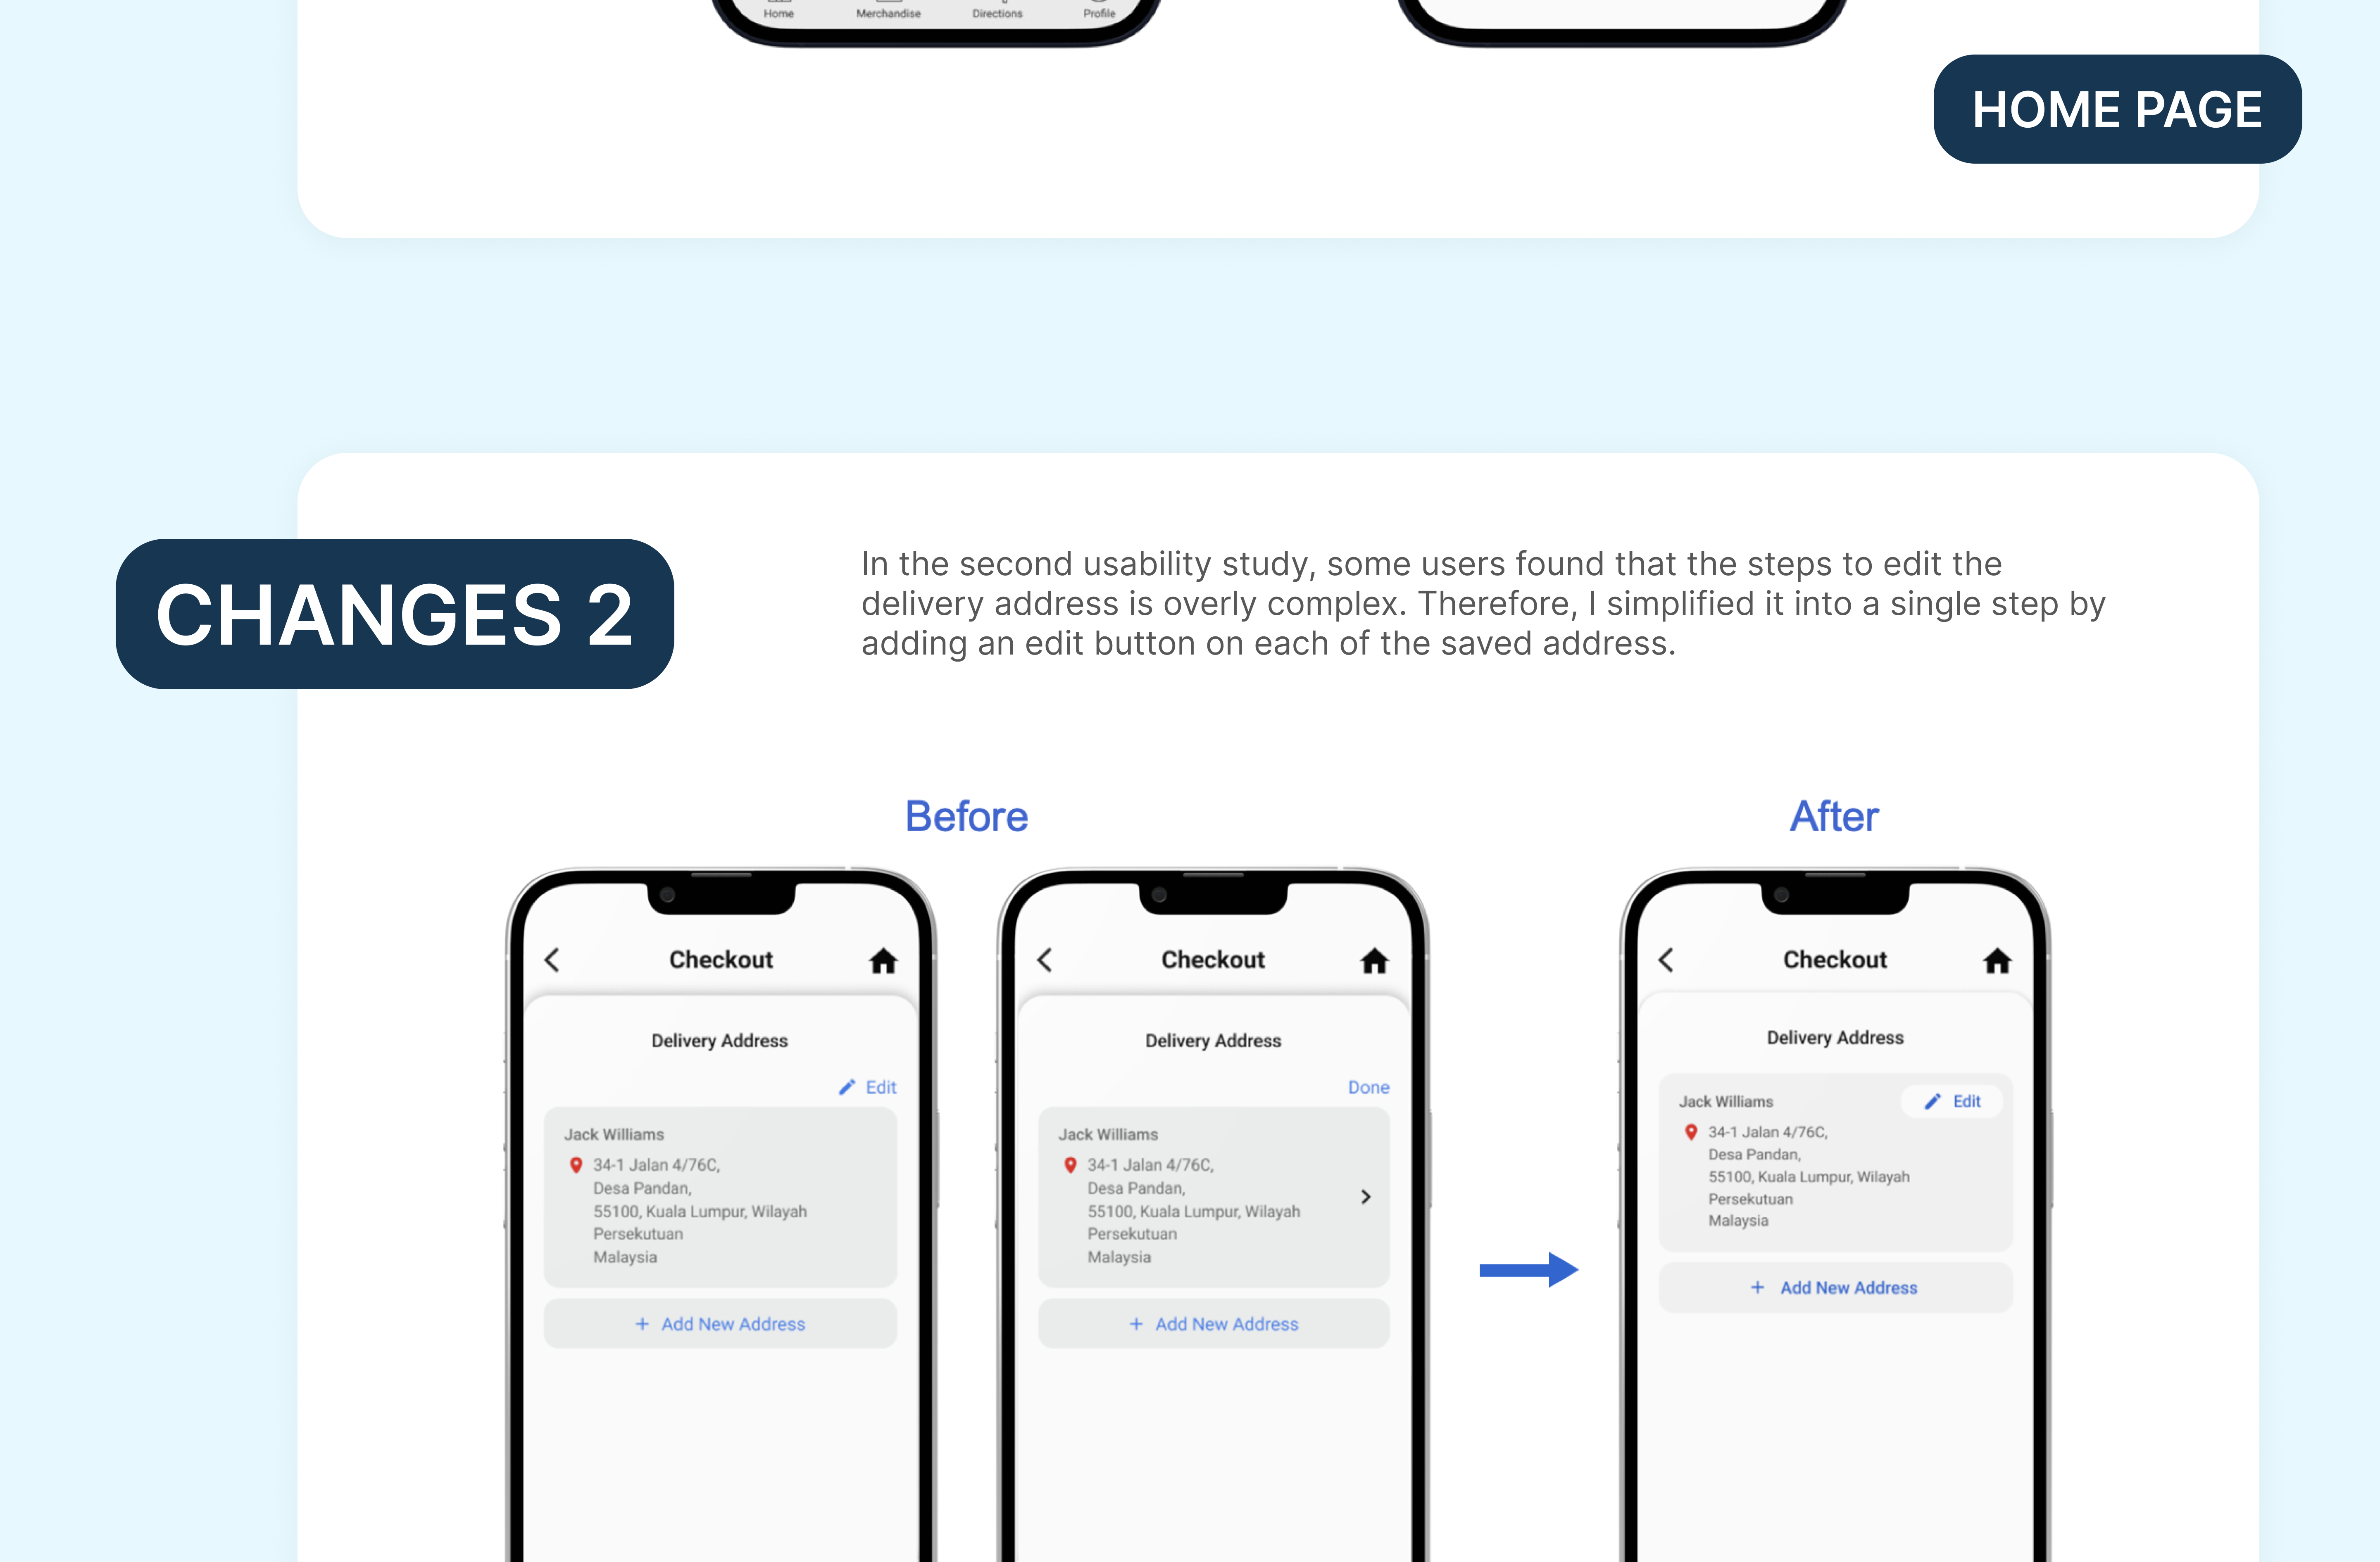 Home Merchandise Directions Profile
HOME PAGE
CHANGES 2
In the second usability study, some users found that the steps to edit the
delivery address is overly complex. Therefore, I simplified it into a single step by
adding an edit button on each of the saved address.
Before
Checkout
Delivery Address
Edit
Jack Williams
34-1 Jalan 4/76C,
Desa Pandan,
55100, Kuala Lumpur, Wilayah
Persekutuan
Malaysia
+ Add New Address
Checkout
Delivery Address
Done
Jack Williams
34-1 Jalan 4/76C,
Desa Pandan,
55100, Kuala Lumpur, Wilayah
Persekutuan
Malaysia
+ Add New Address
After
Checkout
Delivery Address
Jack Williams Edit
34-1 Jalan 4/76C,
Desa Pandan,
55100, Kuala Lumpur, Wilayah
Persekutuan
Malaysia
+ Add New Address